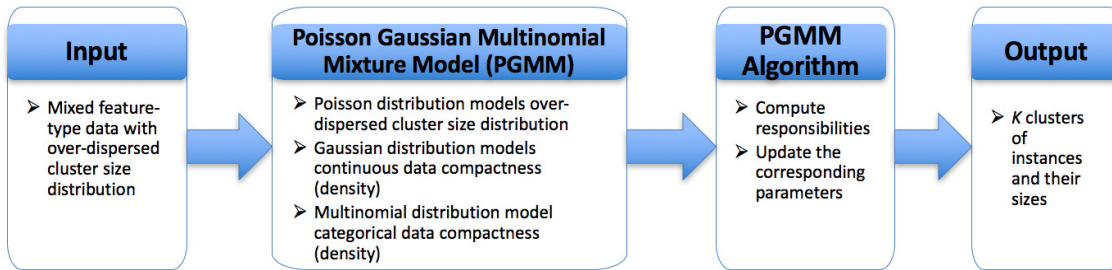 Input
➢ Mixed feature-
type data with
over-dispersed
cluster size
distribution
Poisson Gaussian Multinomial
Mixture Model (PGMM)
➢ Poisson distribution models over-
dispersed cluster size distribution
➢ Gaussian distribution models
continuous data compactness
(density)
➢ Multinomial distribution model
categorical data compactness
(density)
PGMM
Algorithm
➢ Compute
responsibilities
➢ Update the
corresponding
parameters
Output
➢ K clusters
of
instances
and their
sizes